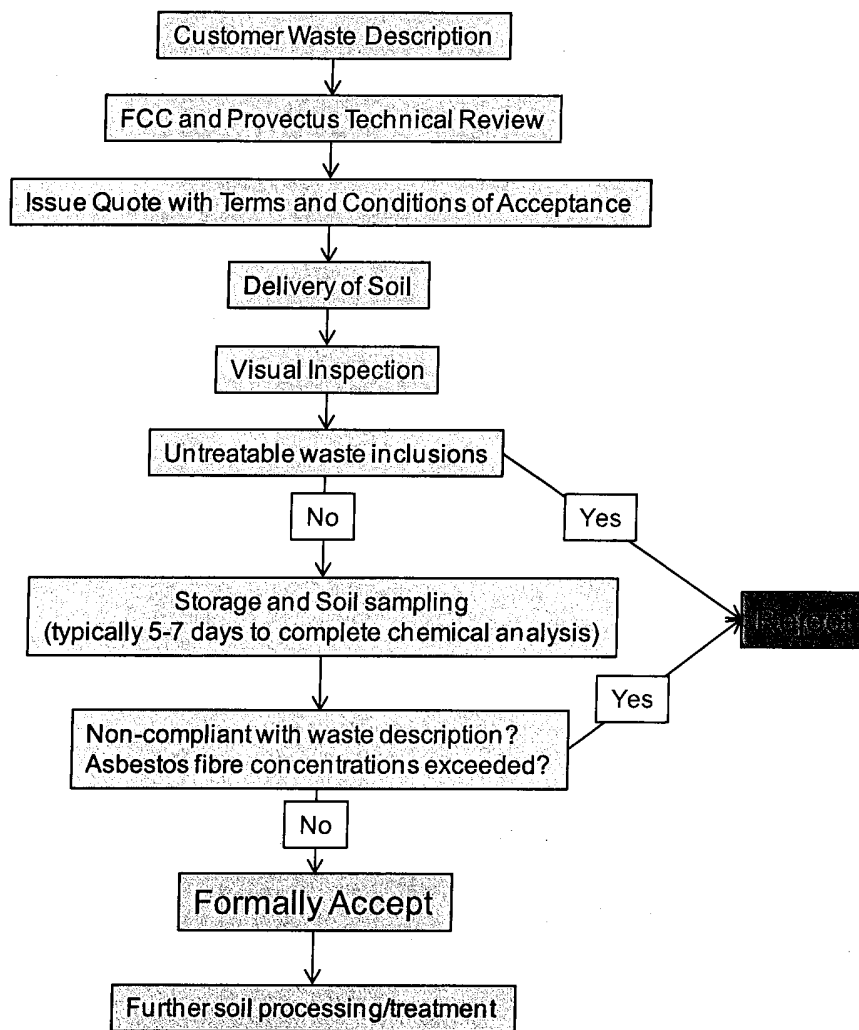 Customer Waste Description
FCC and Provectus Technical Review
Issue Quote with Terms and Conditions of Acceptance
Delivery of Soil
Visual Inspection
Untreatable waste inclusions
No
Yes
Storage and Soil sampling
(typically 5-7 days to complete chemical analysis)
Reject
Yes
Non-compliant with waste description?
Asbestos fibre concentrations exceeded?
No
Formally Accept
Further soil processing/treatment